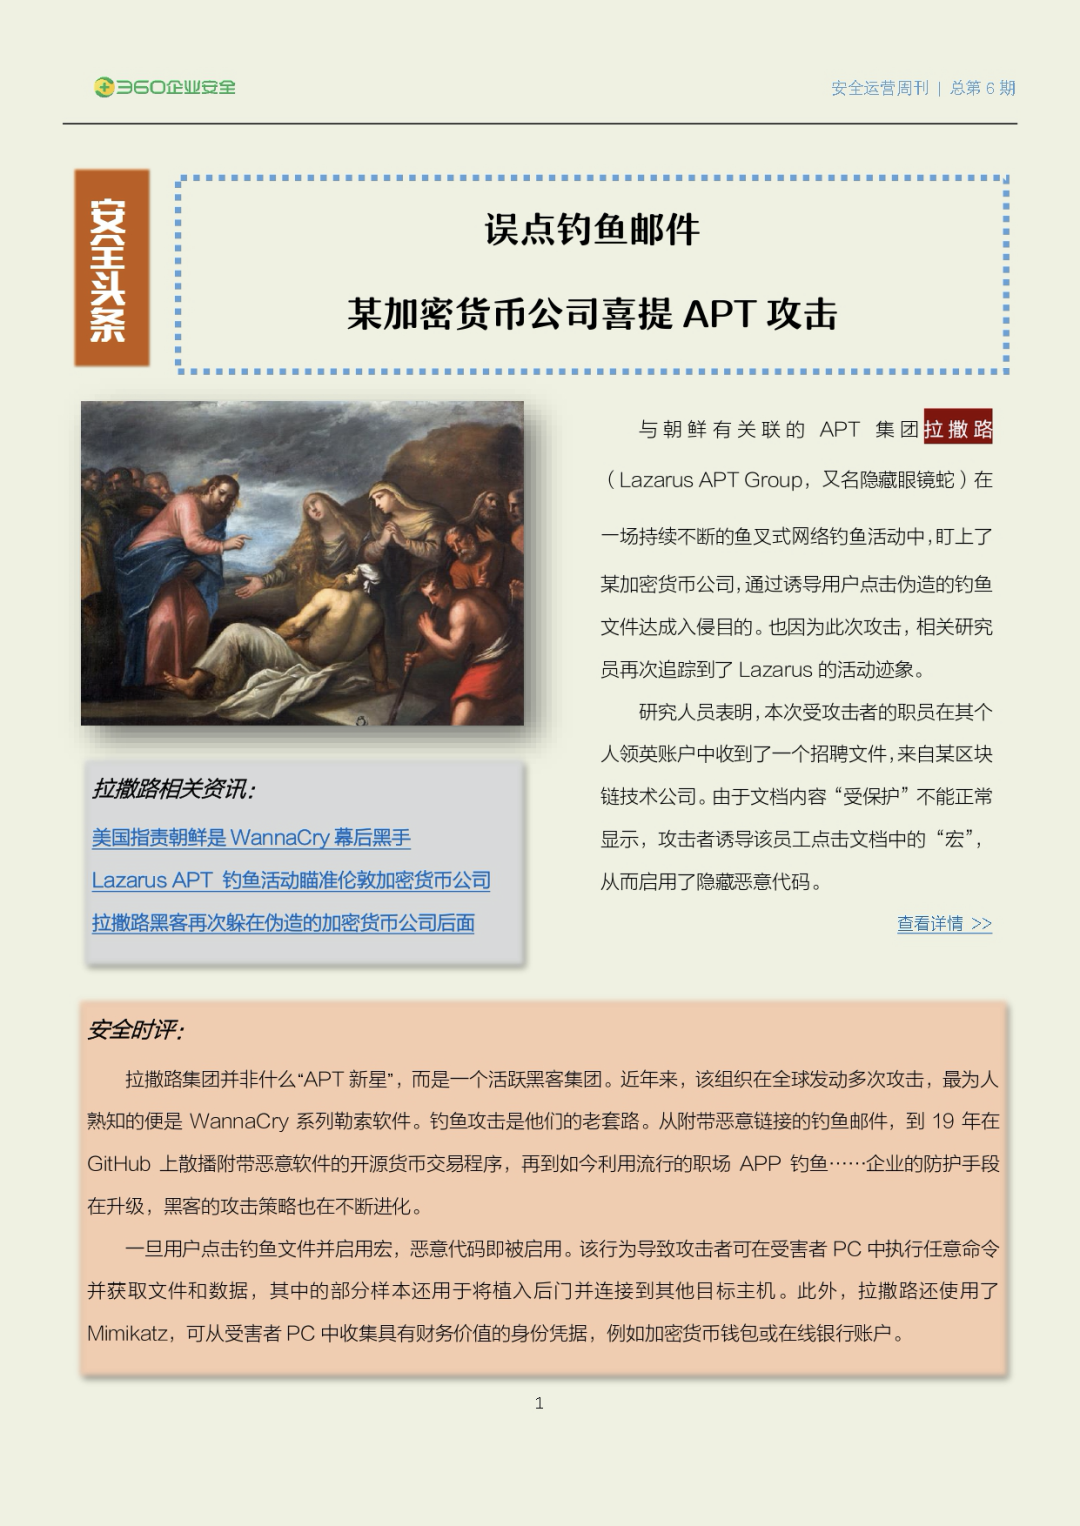 360企业安全
安全运营周刊 | 总第 6 期
安全头条
误点钓鱼邮件
某加密货币公司喜提 APT 攻击
与朝鲜有关联的 APT 集团拉撒路
（Lazarus APT Group，又名隐藏眼镜蛇）在
一场持续不断的鱼叉式网络钓鱼活动中，盯上了
某加密货币公司，通过诱导用户点击伪造的钓鱼
文件达成入侵目的。也因为此次攻击，相关研究
员再次追踪到了 Lazarus 的活动迹象。
研究人员表明，本次受攻击者的职员在其个
人领英账户中收到了一个招聘文件，来自某区块
链技术公司。由于文档内容“受保护”不能正常
显示，攻击者诱导该员工点击文档中的“宏”，
从而启用了隐藏恶意代码。
查看详情 >>
拉撒路相关资讯：
美国指责朝鲜是 WannaCry 幕后黑手
Lazarus APT 钓鱼活动瞄准伦敦加密货币公司
拉撒路黑客再次躲在伪造的加密货币公司后面
安全时评：
拉撒路集团并非什么“APT 新星”，而是一个活跃黑客集团。近年来，该组织在全球发动多次攻击，最为人
熟知的便是 WannaCry 系列勒索软件。钓鱼攻击是他们的老套路。从附带恶意链接的钓鱼邮件，到 19 年在
GitHub 上散播附带恶意软件的开源货币交易程序，再到如今利用流行的职场 APP 钓鱼……企业的防护手段
在升级，黑客的攻击策略也在不断进化。
一旦用户点击钓鱼文件并启用宏，恶意代码即被启用。该行为导致攻击者可在受害者 PC 中执行任意命令
并获取文件和数据，其中的部分样本还用于将植入后门并连接到其他目标主机。此外，拉撒路还使用了
Mimikatz，可从受害者 PC 中收集具有财务价值的身份凭据，例如加密货币钱包或在线银行账户。
1